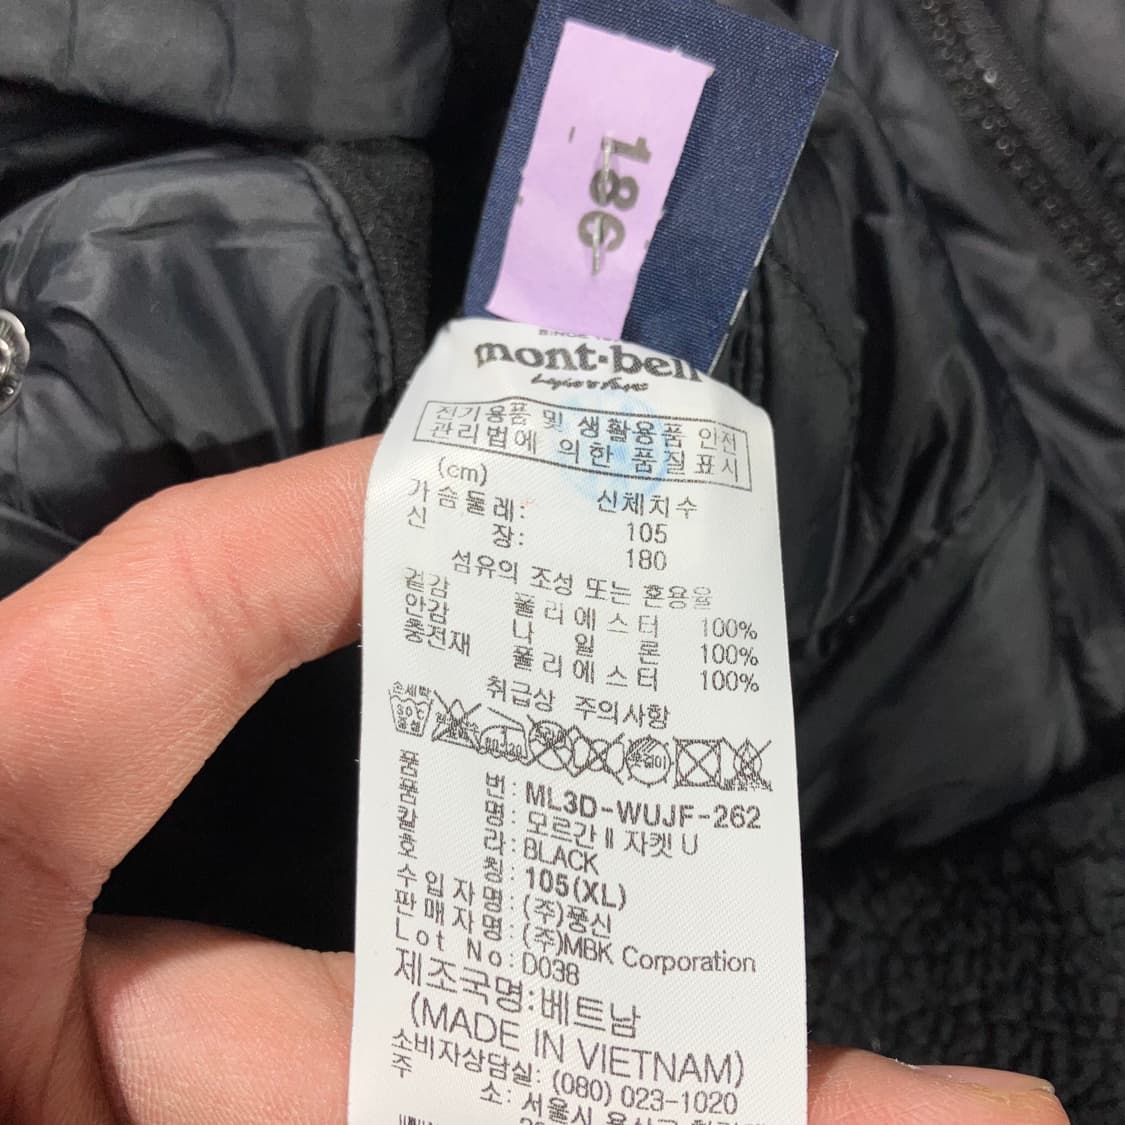 186
mont-bell
전기용품 및 생활용품 안전
관리법에 의한 품질표시
(cm)
신체치수
가슴둘레: 105
신 장: 180
섬유의 조성 또는 혼용율
겉감 폴리에스터 100%
안감 나 일 론 100%
충전재 폴리에스터 100%
취급상 주의사항
손세탁
품 번: ML3D-WUJF-262
품 명: 모르간 II 자켓 U
칼 라: BLACK
호 칭: 105(XL)
수입자명: (주)풍신
판매자명: (주)MBK Corporation
Lot No: D038
제조국명:베트남
(MADE IN VIETNAM)
소비자상담실: (080) 023-1020
주 소: 서울시 용산구